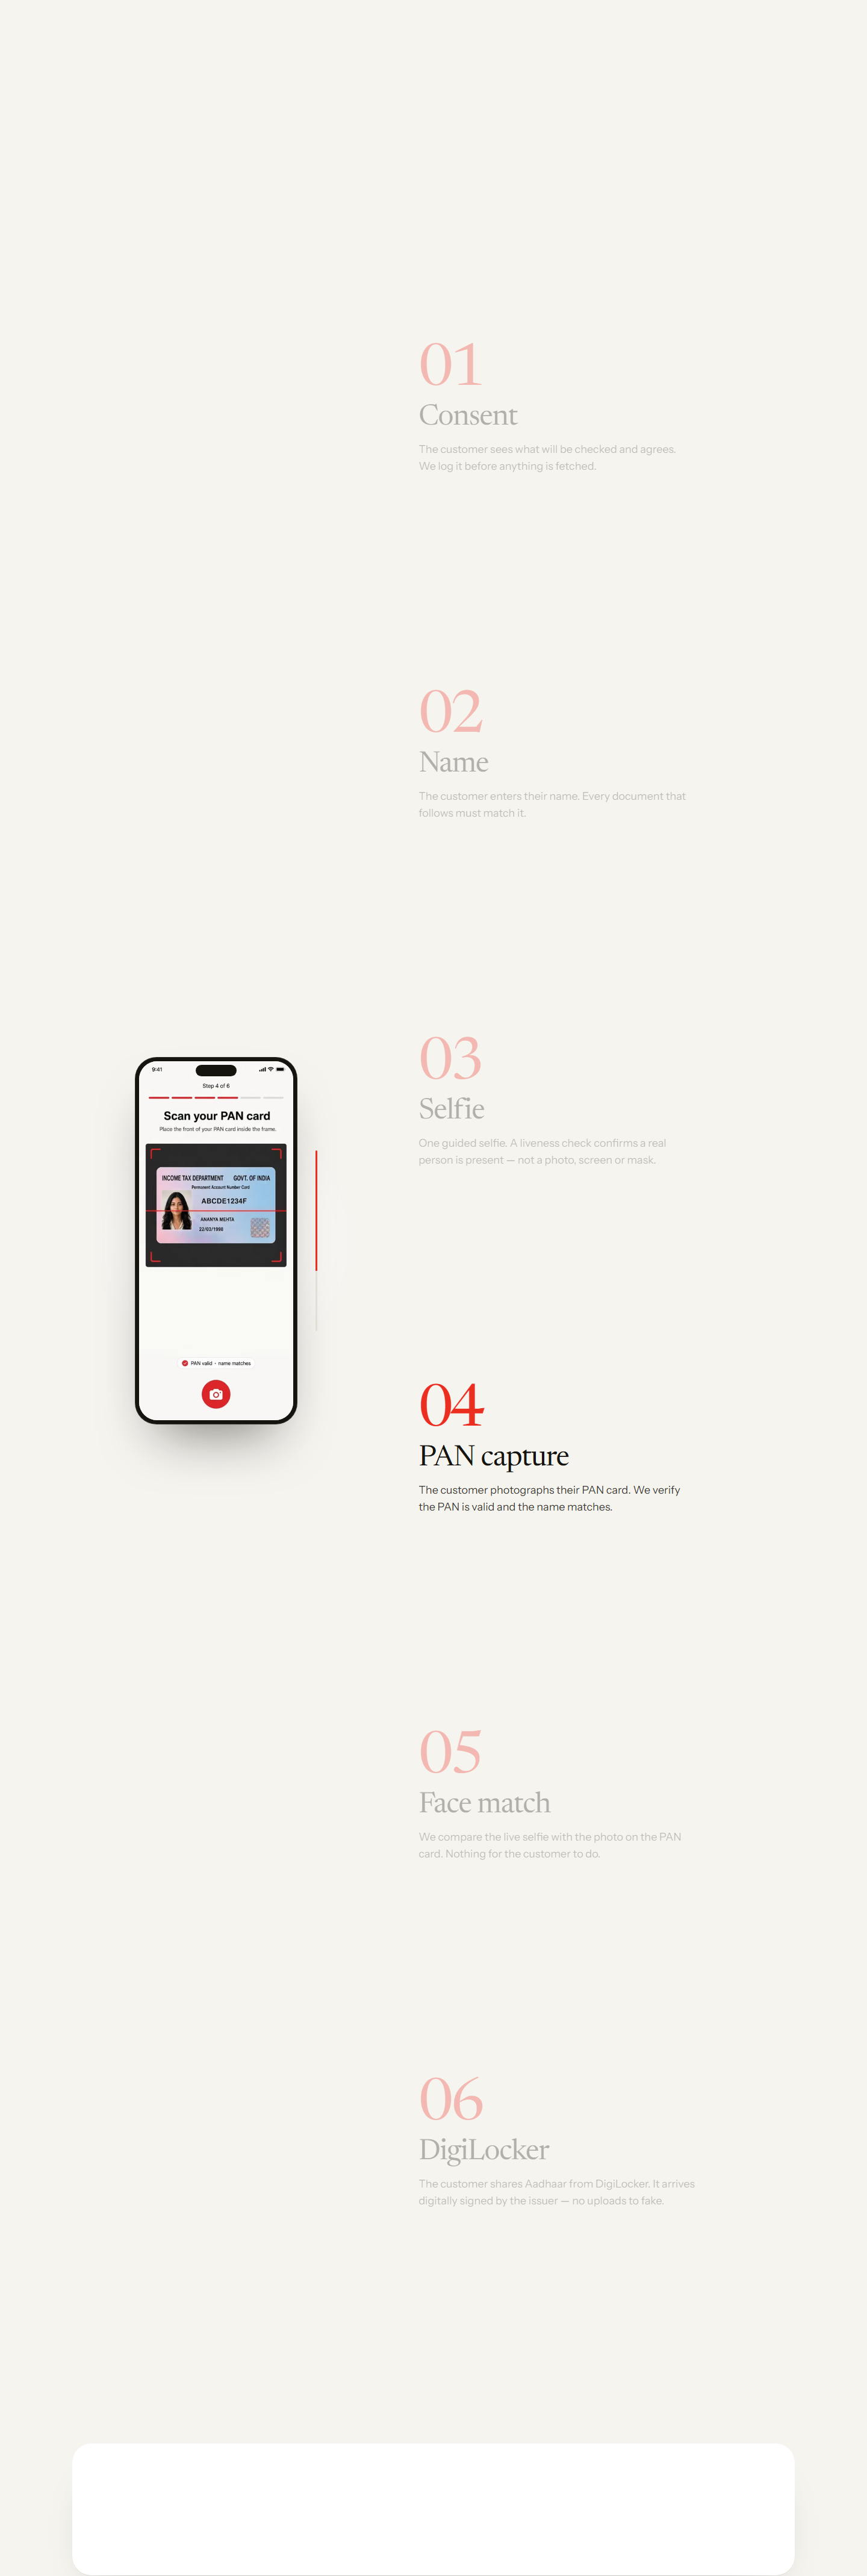 01
Consent
The customer sees what will be checked and agrees.
We log it before anything is fetched.
02
Name
The customer enters their name. Every document that
follows must match it.
03
Selfie
One guided selfie. A liveness check confirms a real
person is present — not a photo, screen or mask.
9:41
Step 4 of 6
Scan your PAN card
Place the front of your PAN card inside the frame.
INCOME TAX DEPARTMENT GOVT. OF INDIA
Permanent Account Number Card
ABCDE1234F
ANANYA MEHTA
22/03/1998
PAN valid · name matches
04
PAN capture
The customer photographs their PAN card. We verify
the PAN is valid and the name matches.
05
Face match
We compare the live selfie with the photo on the PAN
card. Nothing for the customer to do.
06
DigiLocker
The customer shares Aadhaar from DigiLocker. It arrives
digitally signed by the issuer — no uploads to fake.